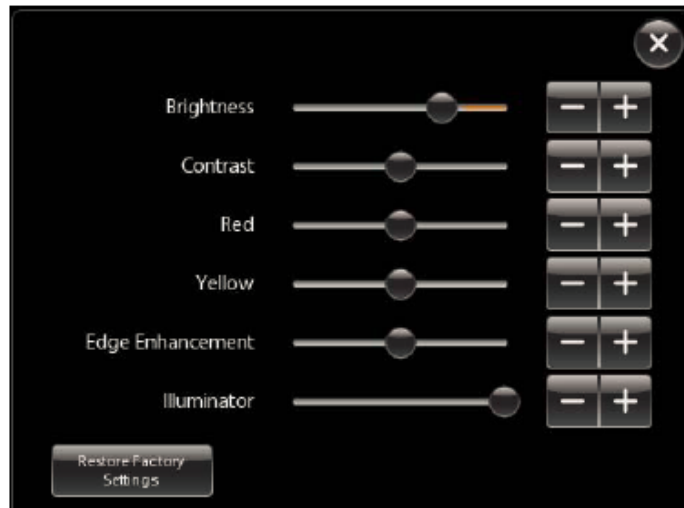 Brightness
Contrast
Red
Yellow
Edge Enhancement
Illuminator
Restore Factory
Settings